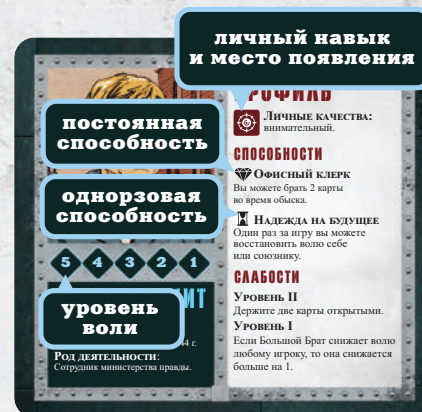 личный навык
и место появления
ПРОФИЛЬ
Личные качества:
внимательный.
постоянная
способность
СПОСОБНОСТИ
Офисный клерк
Вы можете брать 2 карты
во время обыска.
однорзовая
способность
Надежда на будущее
Один раз за игру вы можете
восстановить волю себе
или союзнику.
5 4 3 2 1
СЛАБОСТИ
Уровень II
Держите две карты открытыми.
Уровень I
Если Большой Брат снижает волю
любому игроку, то она снижается
больше на 1.
уровень
воли
Род деятельности:
Сотрудник министерства правды.